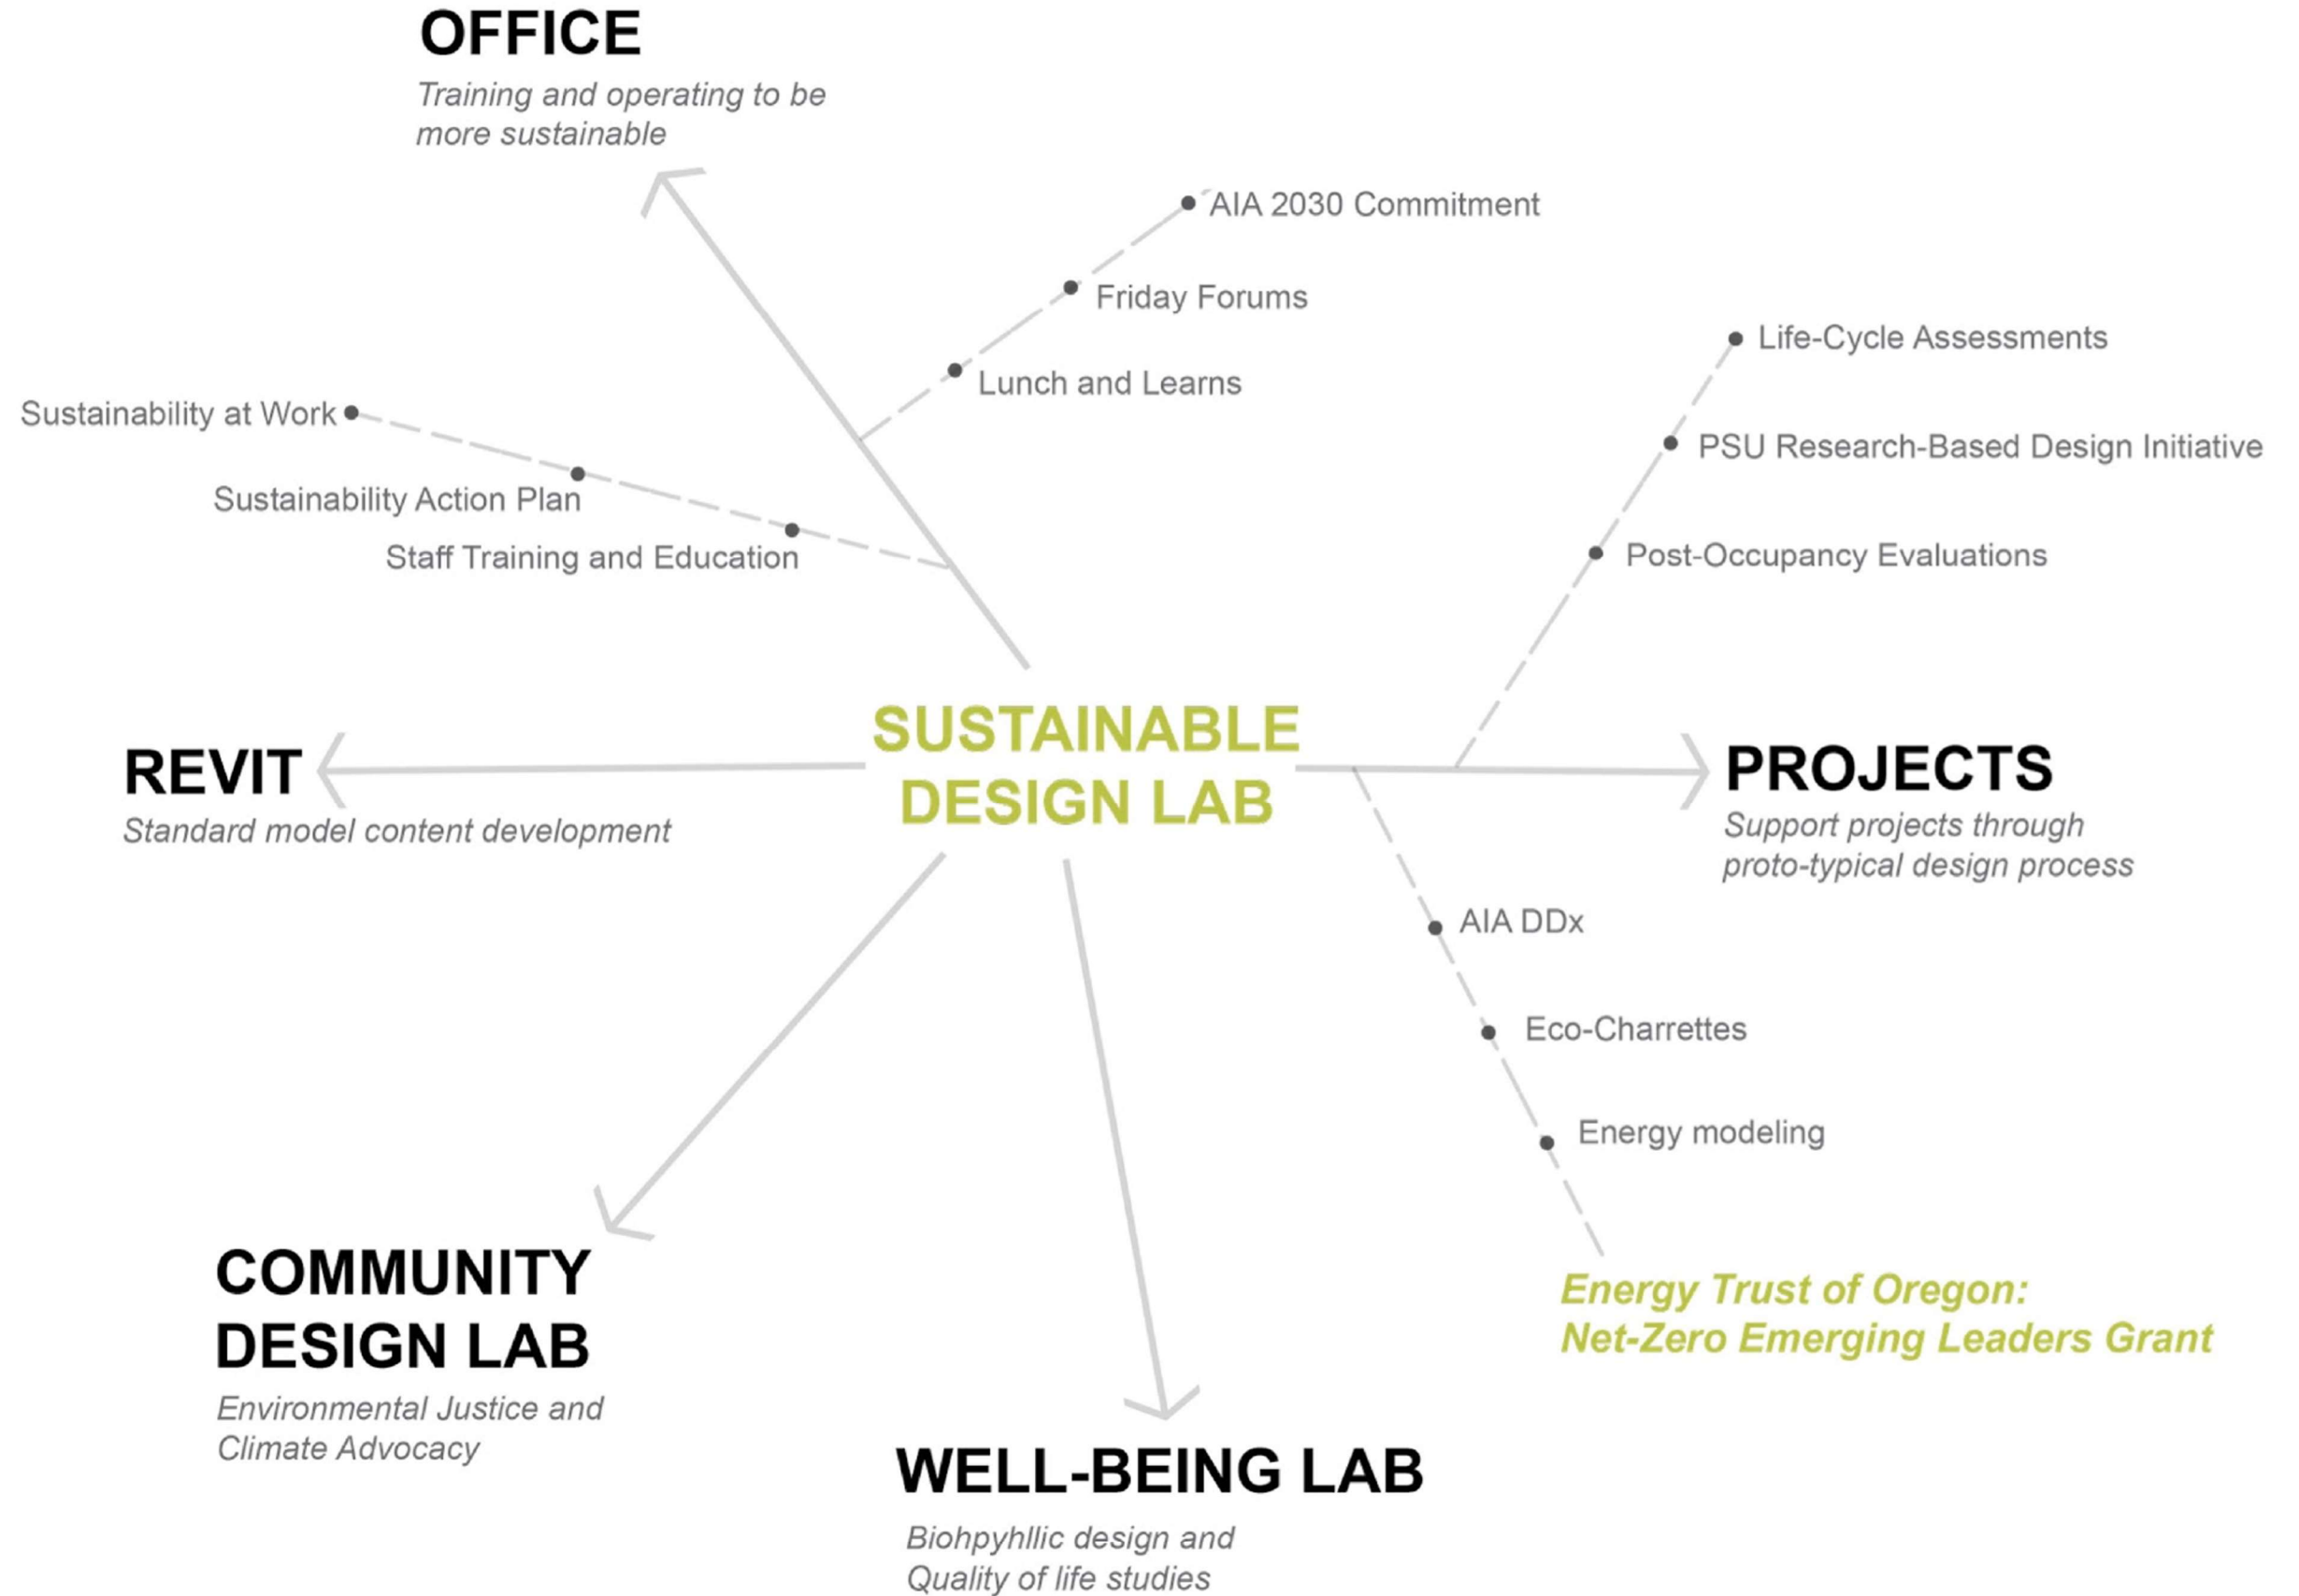 OFFICE
Training and operating to be
more sustainable
AIA 2030 Commitment
Friday Forums
Lunch and Learns
Sustainability at Work
Sustainability Action Plan
Staff Training and Education
Life-Cycle Assessments
PSU Research-Based Design Initiative
Post-Occupancy Evaluations
SUSTAINABLE
DESIGN LAB
REVIT
Standard model content development
PROJECTS
Support projects through
proto-typical design process
AIA DDx
Eco-Charrettes
Energy modeling
Energy Trust of Oregon:
Net-Zero Emerging Leaders Grant
COMMUNITY
DESIGN LAB
Environmental Justice and
Climate Advocacy
WELL-BEING LAB
Biohpyhllic design and
Quality of life studies